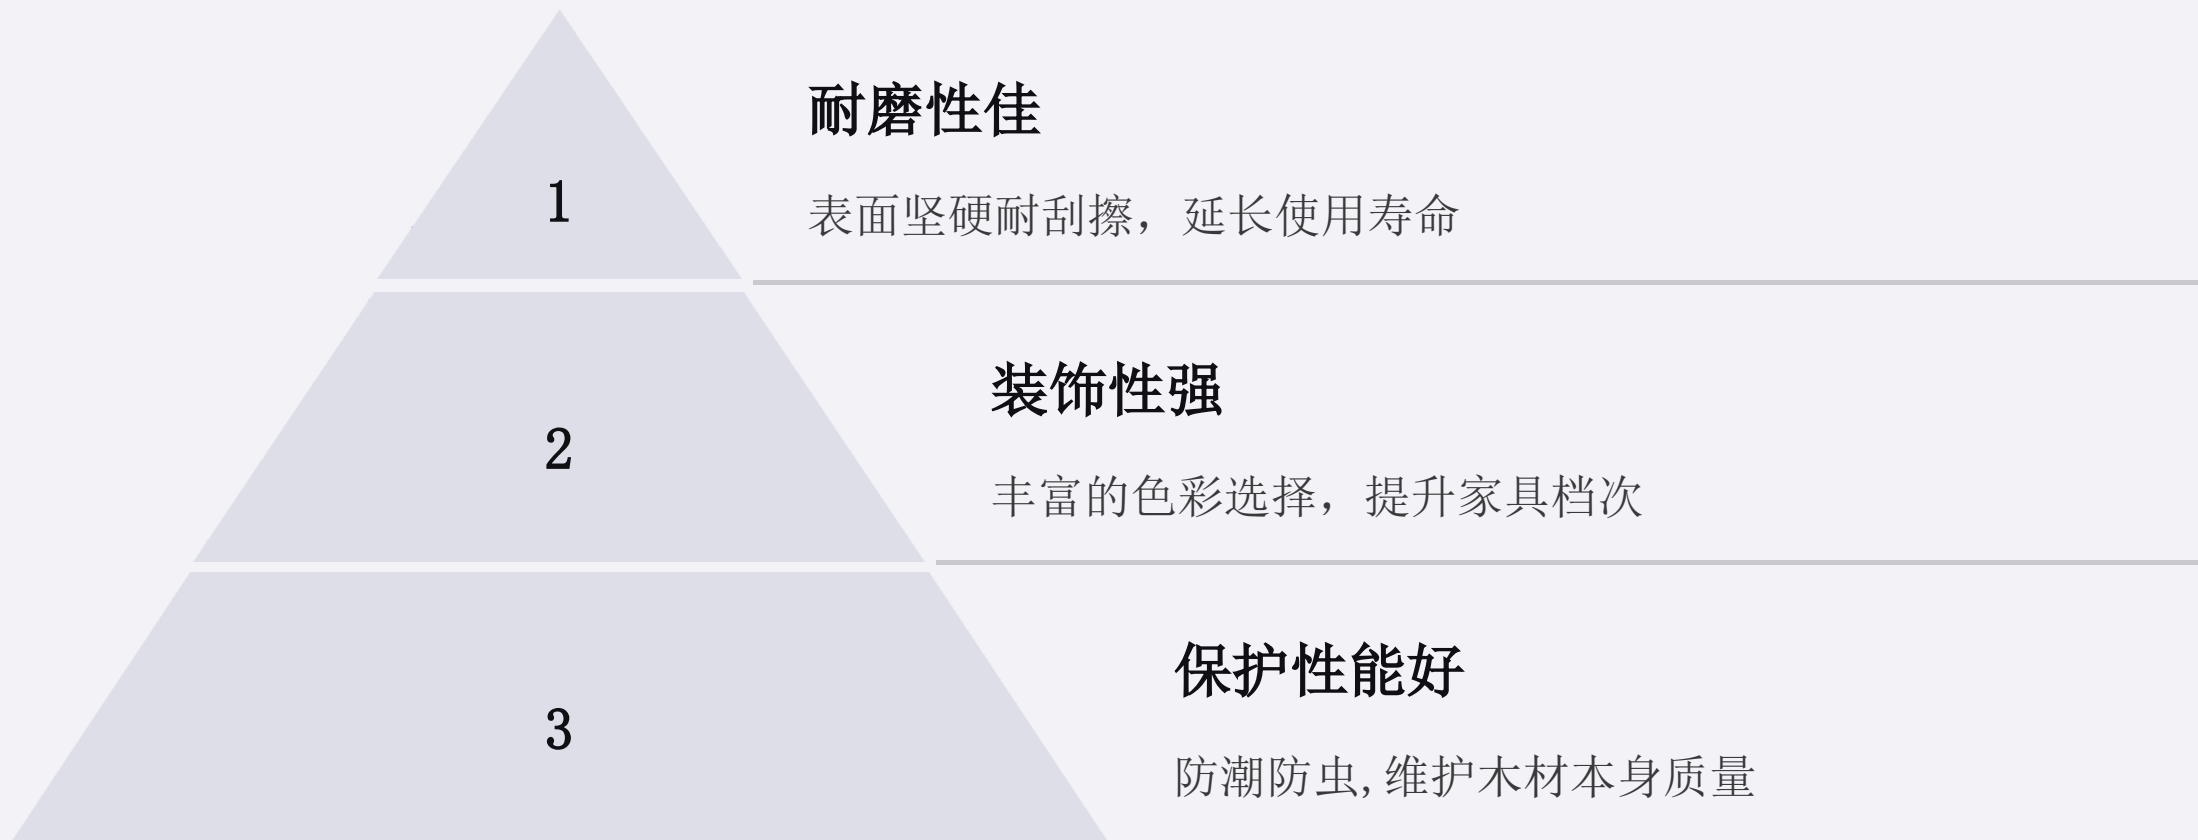 耐磨性佳
1
表面坚硬耐刮擦，延长使用寿命
装饰性强
2
丰富的色彩选择，提升家具档次
保护性能好
3
防潮防虫,维护木材本身质量